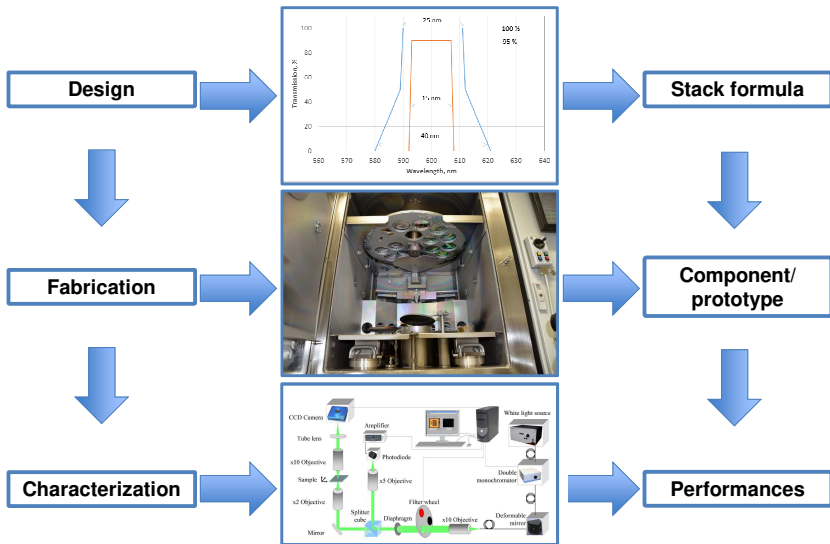 Design
25 nm
100 %
95 %
15 nm
40 nm
100
80
60
40
20
0
Transmission, %
560
570
580
590
600
610
620
630
640
Wavelength, nm
Stack formula
Fabrication
Component/
prototype
Characterization
CCD Camera
Amplifier
White light source
Tube lens
Photodiode
x10 Objective
x5 Objective
Double
monochromator
Sample
x2 Objective
Filter wheel
Splitter
cube
Diaphragm
x10 Objective
Deformable
mirror
Mirror
Performances